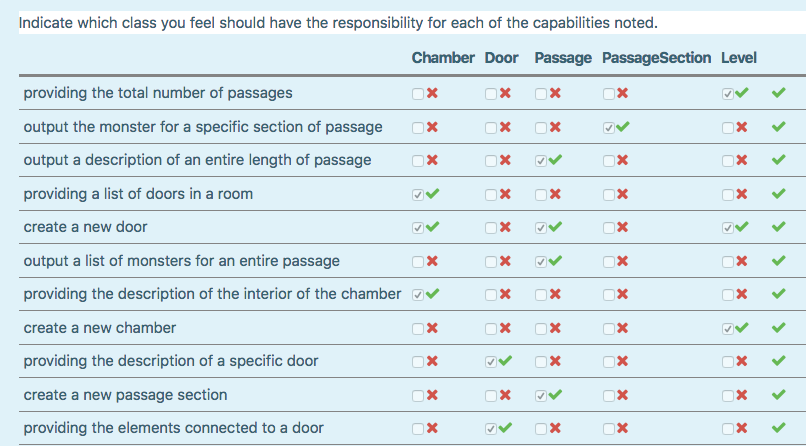 Indicate which class you feel should have the responsibility for each of the capabilities noted.
Chamber Door Passage PassageSection Level
providing the total number of passages
output the monster for a specific section of passage
output a description of an entire length of passage
providing a list of doors in a room
create a new door
output a list of monsters for an entire passage
providing the description of the interior of the chamber
create a new chamber
providing the description of a specific door
create a new passage section
providing the elements connected to a door